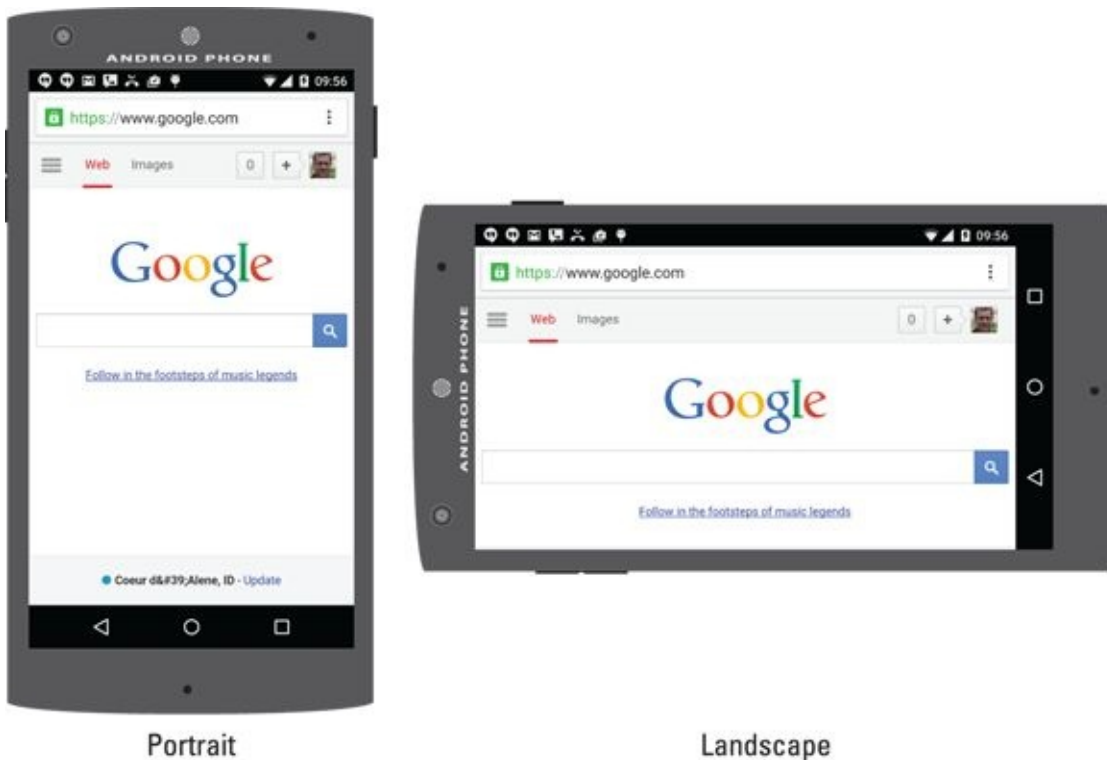 ANDROID PHONE
09:56
https://www.google.com
Web Images 0 +
Google
Follow in the footsteps of music legends
Coeur d&#39;Alene, ID - Update
Portrait
ANDROID PHONE
09:56
https://www.google.com
Web Images 0 +
Google
Follow in the footsteps of music legends
Landscape